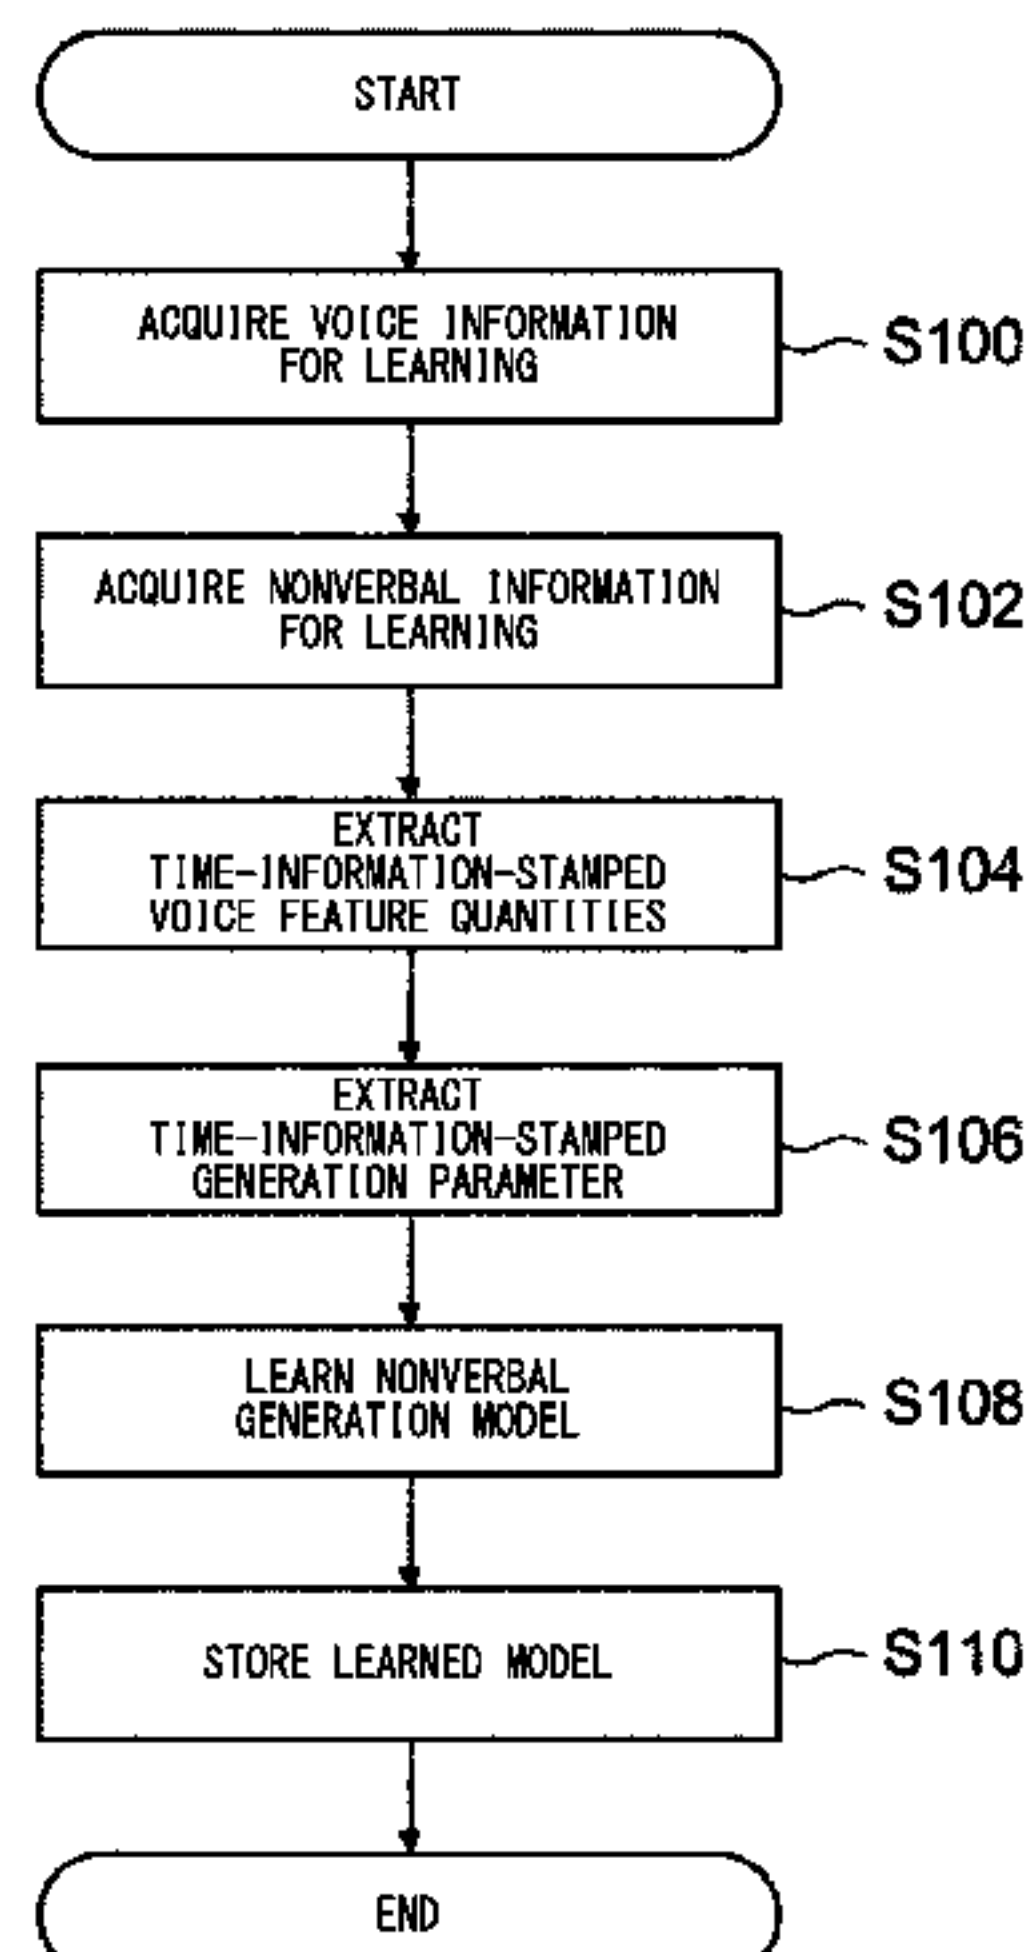 START
ACQUIRE VOICE INFORMATION
FOR LEARNING
S100
ACQUIRE NONVERBAL INFORMATION
FOR LEARNING
S102
EXTRACT
TIME-INFORMATION-STAMPED
VOICE FEATURE QUANTITIES
S104
EXTRACT
TIME-INFORMATION-STAMPED
GENERATION PARAMETER
S106
LEARN NONVERBAL
GENERATION MODEL
S108
STORE LEARNED MODEL
S110
END